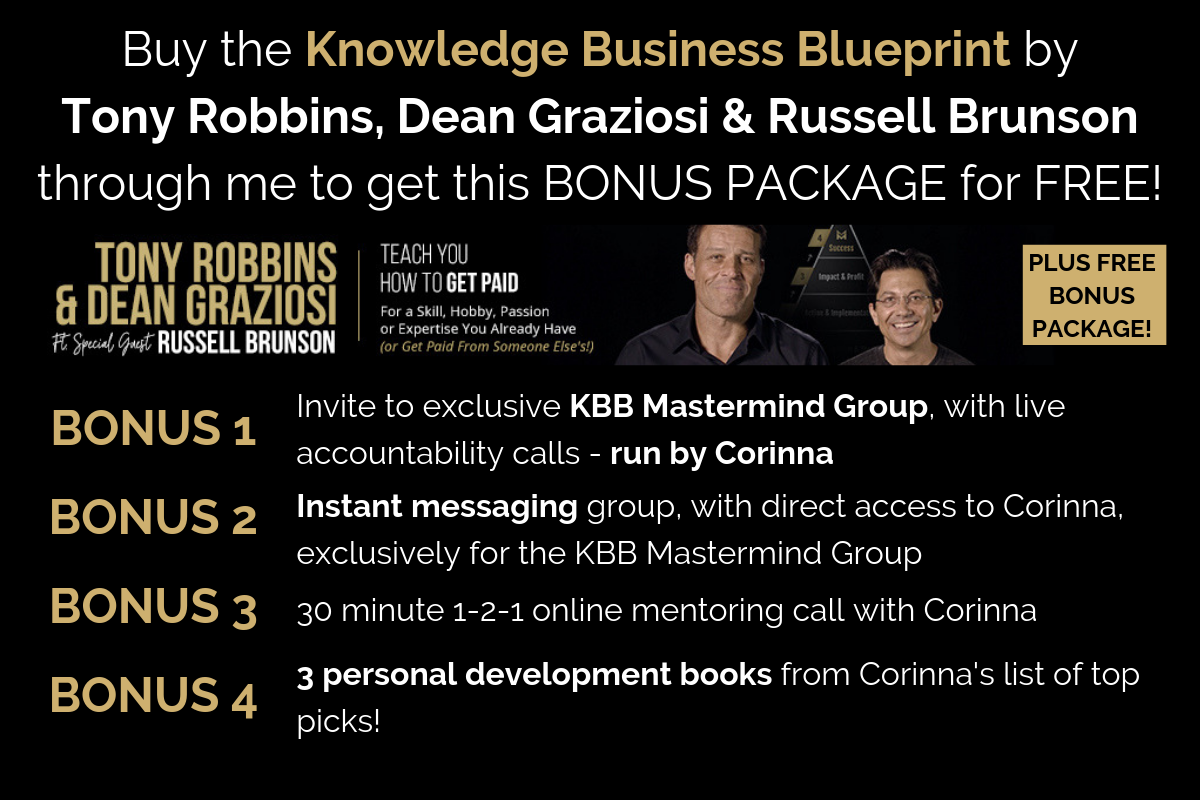 Buy the Knowledge Business Blueprint by
Tony Robbins, Dean Graziosi & Russell Brunson
through me to get this BONUS PACKAGE for FREE!
TONY ROBBINS
& DEAN GRAZIOSI
Ft. Special Guest RUSSELL BRUNSON
TEACH YOU
HOW TO GET PAID
For a Skill, Hobby, Passion
or Expertise You Already Have
(or Get Paid From Someone Else's!)
4
Success
3
Impact & Profit
PLUS FREE
BONUS
PACKAGE!
BONUS 1
Invite to exclusive KBB Mastermind Group, with live
accountability calls - run by Corinna
BONUS 2
Instant messaging group, with direct access to Corinna,
exclusively for the KBB Mastermind Group
BONUS 3
30 minute 1-2-1 online mentoring call with Corinna
BONUS 4
3 personal development books from Corinna's list of top
picks!